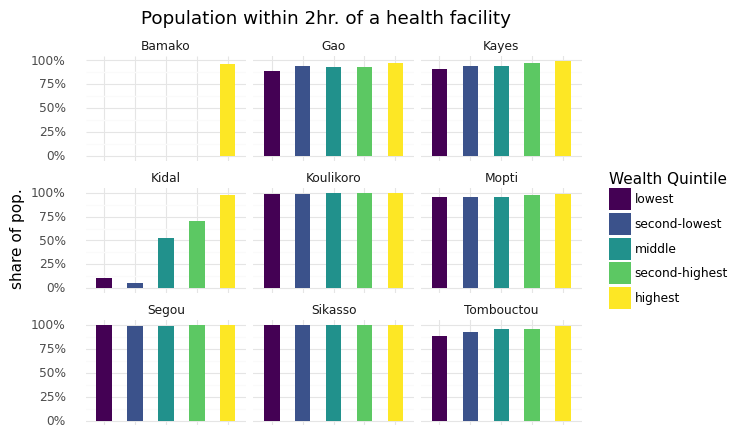 Population within 2hr. of a health facility
Bamako Gao Kayes
100%
75%
50%
25%
0%
Kidal Koulikoro Mopti
100%
75%
50%
25%
0%
Segou Sikasso Tombouctou
100%
75%
50%
25%
0%
share of pop.
Wealth Quintile
lowest
second-lowest
middle
second-highest
highest